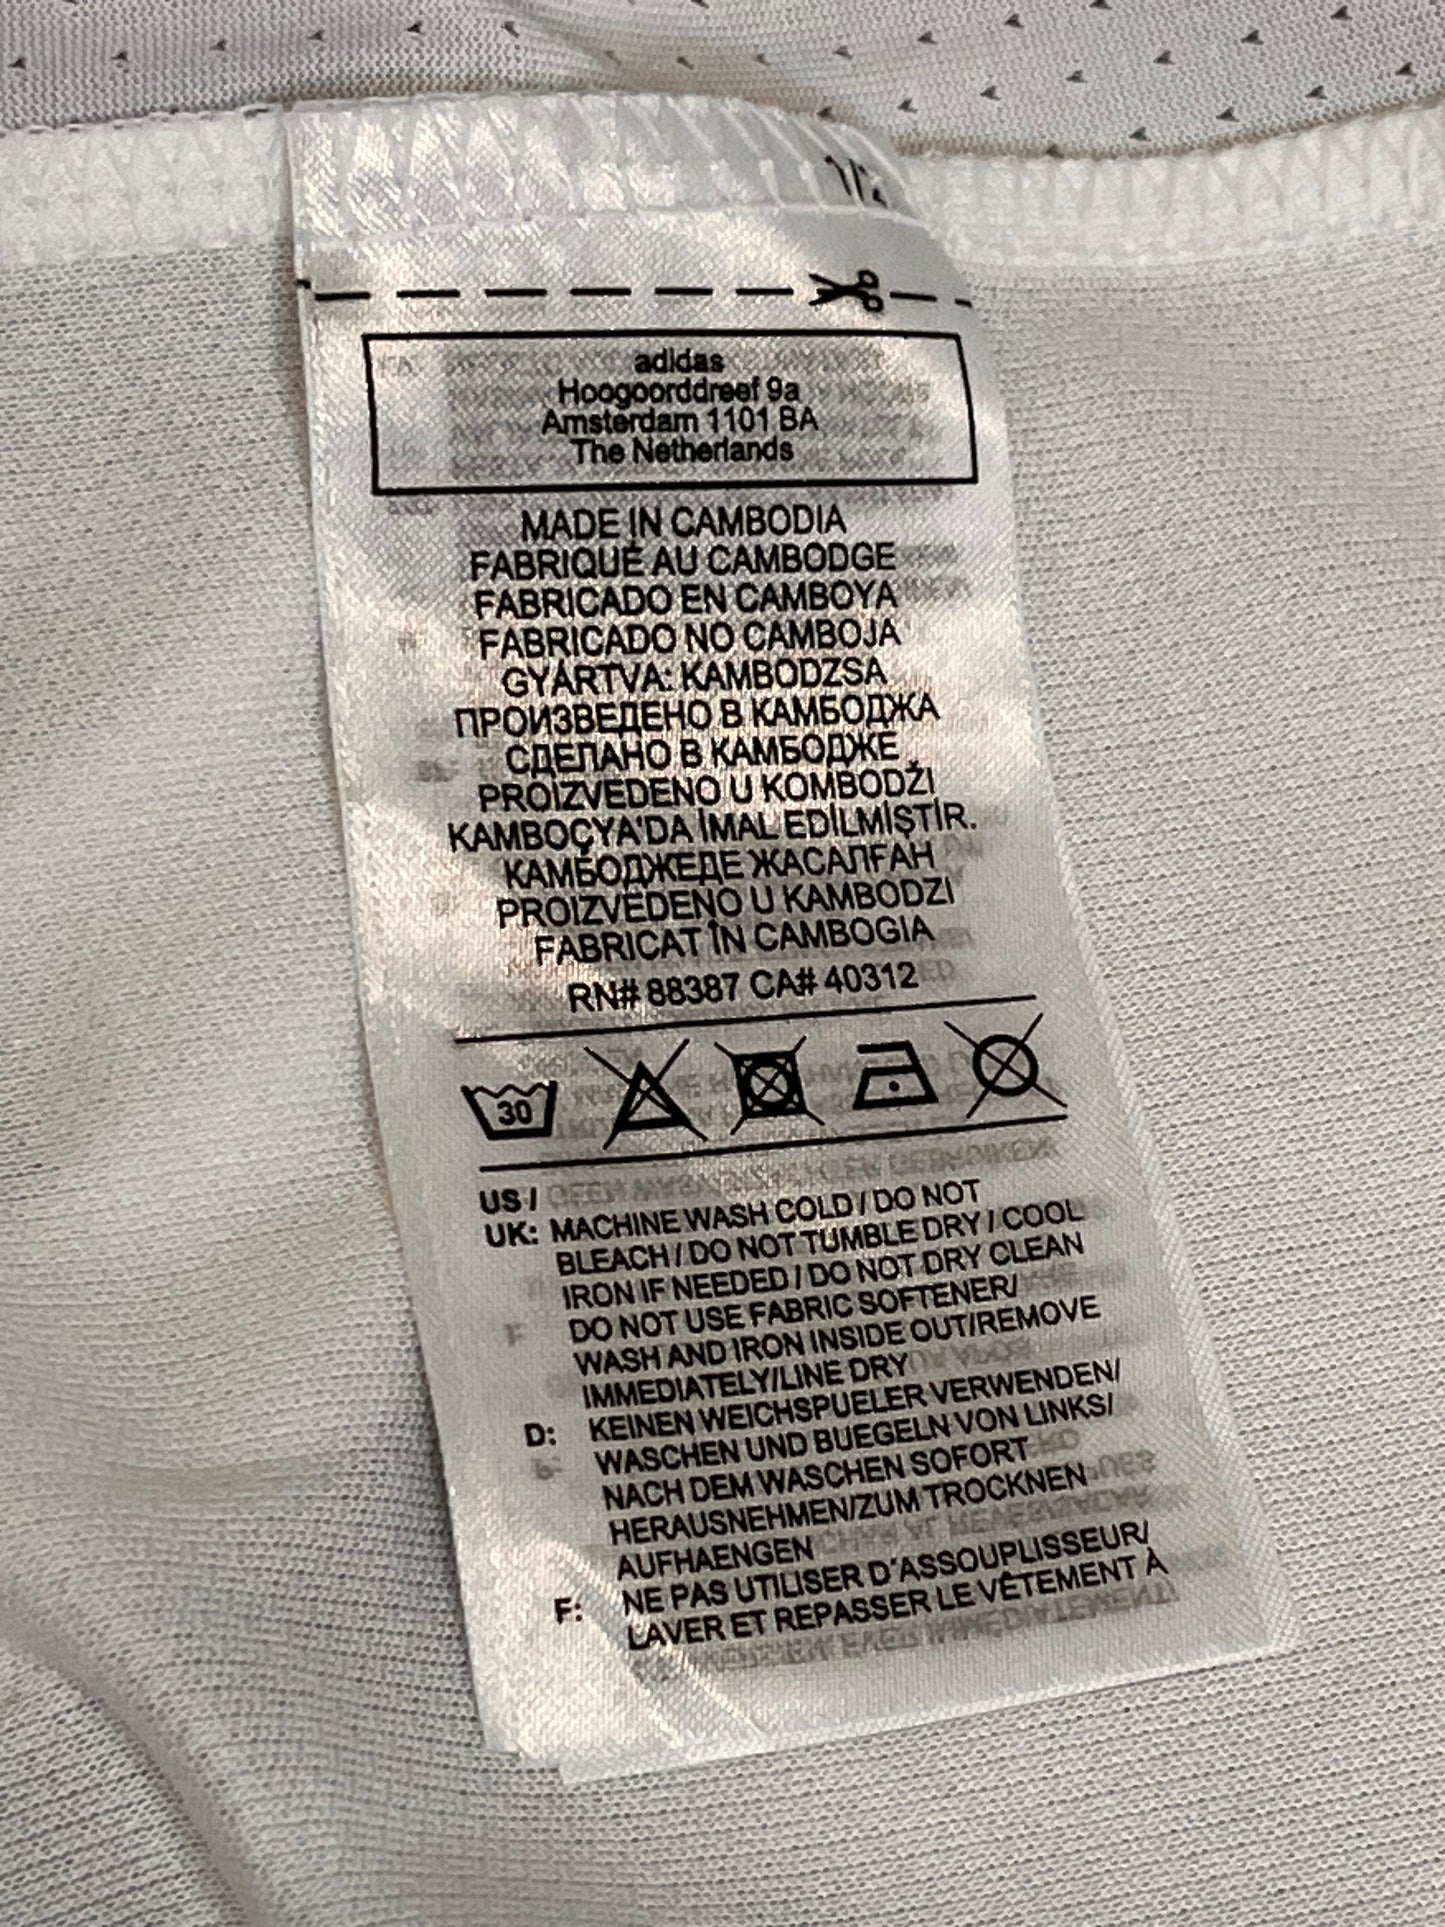 1/2
adidas
Hoogoorddreef 9a
Amsterdam 1101 BA
The Netherlands
MADE IN CAMBODIA
FABRIQUÉ AU CAMBODGE
FABRICADO EN CAMBOYA
FABRICADO NO CAMBOJA
GYÁRTVA: KAMBODZSA
ПРОИЗВЕДЕНО В КАМБОДЖА
СДЕЛАНО В КАМБОДЖЕ
PROIZVEDENO U KOMBODŽI
KAMBOÇYA'DA İMAL EDİLMİŞTİR.
КАМБОДЖЕДЕ ЖАСАЛҒАН
PROIZVEDENO U KAMBODZI
FABRICAT ÎN CAMBOGIA
RN# 88387 CA# 40312
30
US /
UK: MACHINE WASH COLD / DO NOT
BLEACH / DO NOT TUMBLE DRY / COOL
IRON IF NEEDED / DO NOT DRY CLEAN
DO NOT USE FABRIC SOFTENER/
WASH AND IRON INSIDE OUT/REMOVE
IMMEDIATELY/LINE DRY
D: KEINEN WEICHSPUELER VERWENDEN/
WASCHEN UND BUEGELN VON LINKS/
NACH DEM WASCHEN SOFORT
HERAUSNEHMEN/ZUM TROCKNEN
AUFHAENGEN
F: NE PAS UTILISER D'ASSOUPLISSEUR/
LAVER ET REPASSER LE VÊTEMENT À